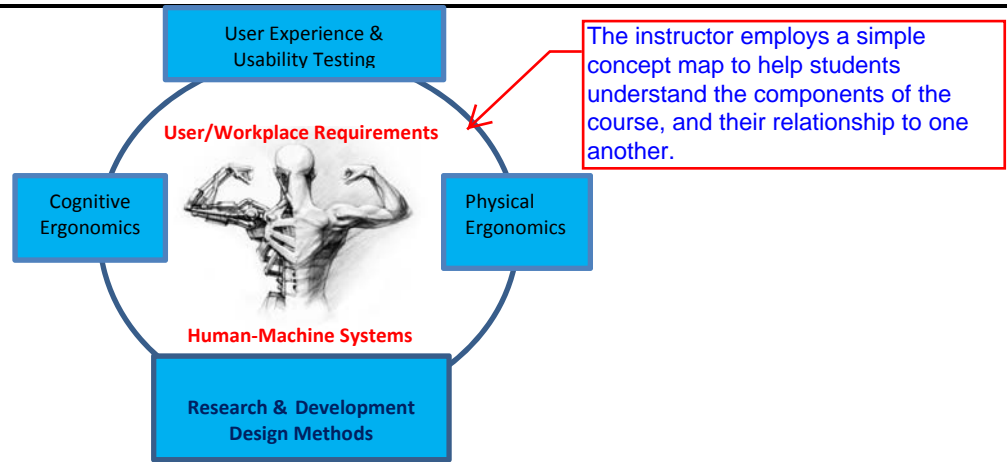 User Experience &
Usability Testing
The instructor employs a simple
concept map to help students
understand the components of the
course, and their relationship to one
another.
User/Workplace Requirements
Cognitive
Ergonomics
Physical
Ergonomics
Human-Machine Systems
Research & Development
Design Methods